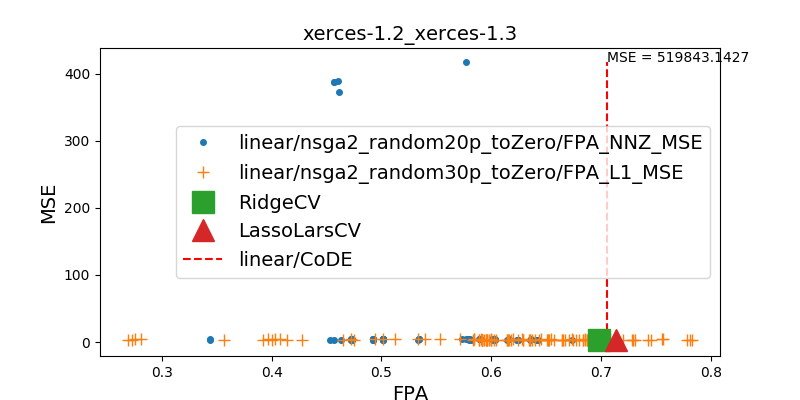 xerces-1.2_xerces-1.3
MSE = 519843.1427
400
300
200
100
0
MSE
linear/nsga2_random20p_toZero/FPA_NNZ_MSE
linear/nsga2_random30p_toZero/FPA_L1_MSE
RidgeCV
LassoLarsCV
linear/CoDE
0.3
0.4
0.5
0.6
0.7
0.8
FPA